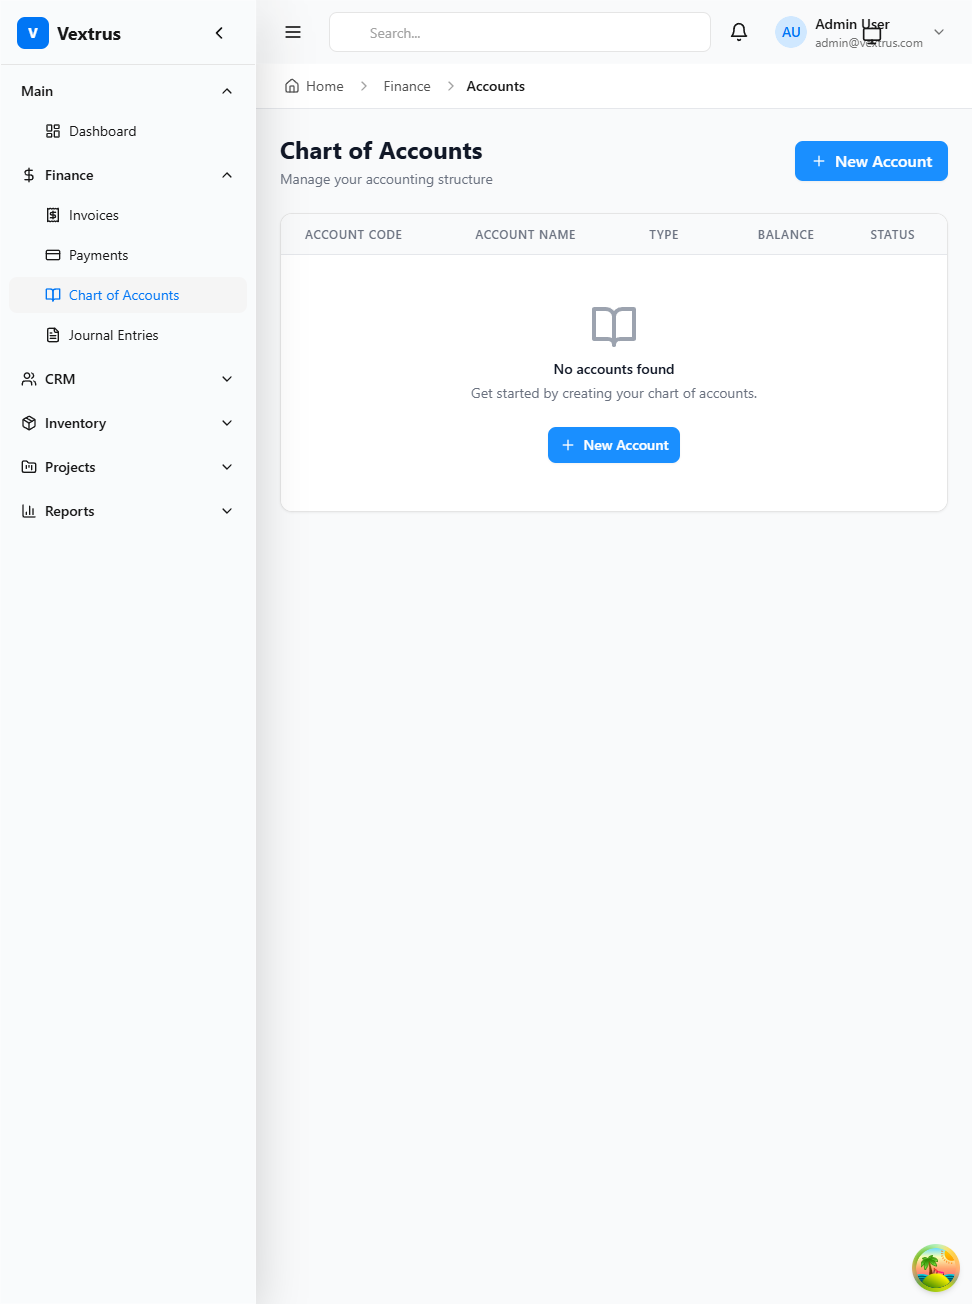 V Vextrus
Search...
AU
Admin User
admin@vextrus.com
Main
Dashboard
Finance
Invoices
Payments
Chart of Accounts
Journal Entries
CRM
Inventory
Projects
Reports
Home > Finance > Accounts
Chart of Accounts
Manage your accounting structure
+ New Account
ACCOUNT CODE ACCOUNT NAME TYPE BALANCE STATUS
No accounts found
Get started by creating your chart of accounts.
+ New Account